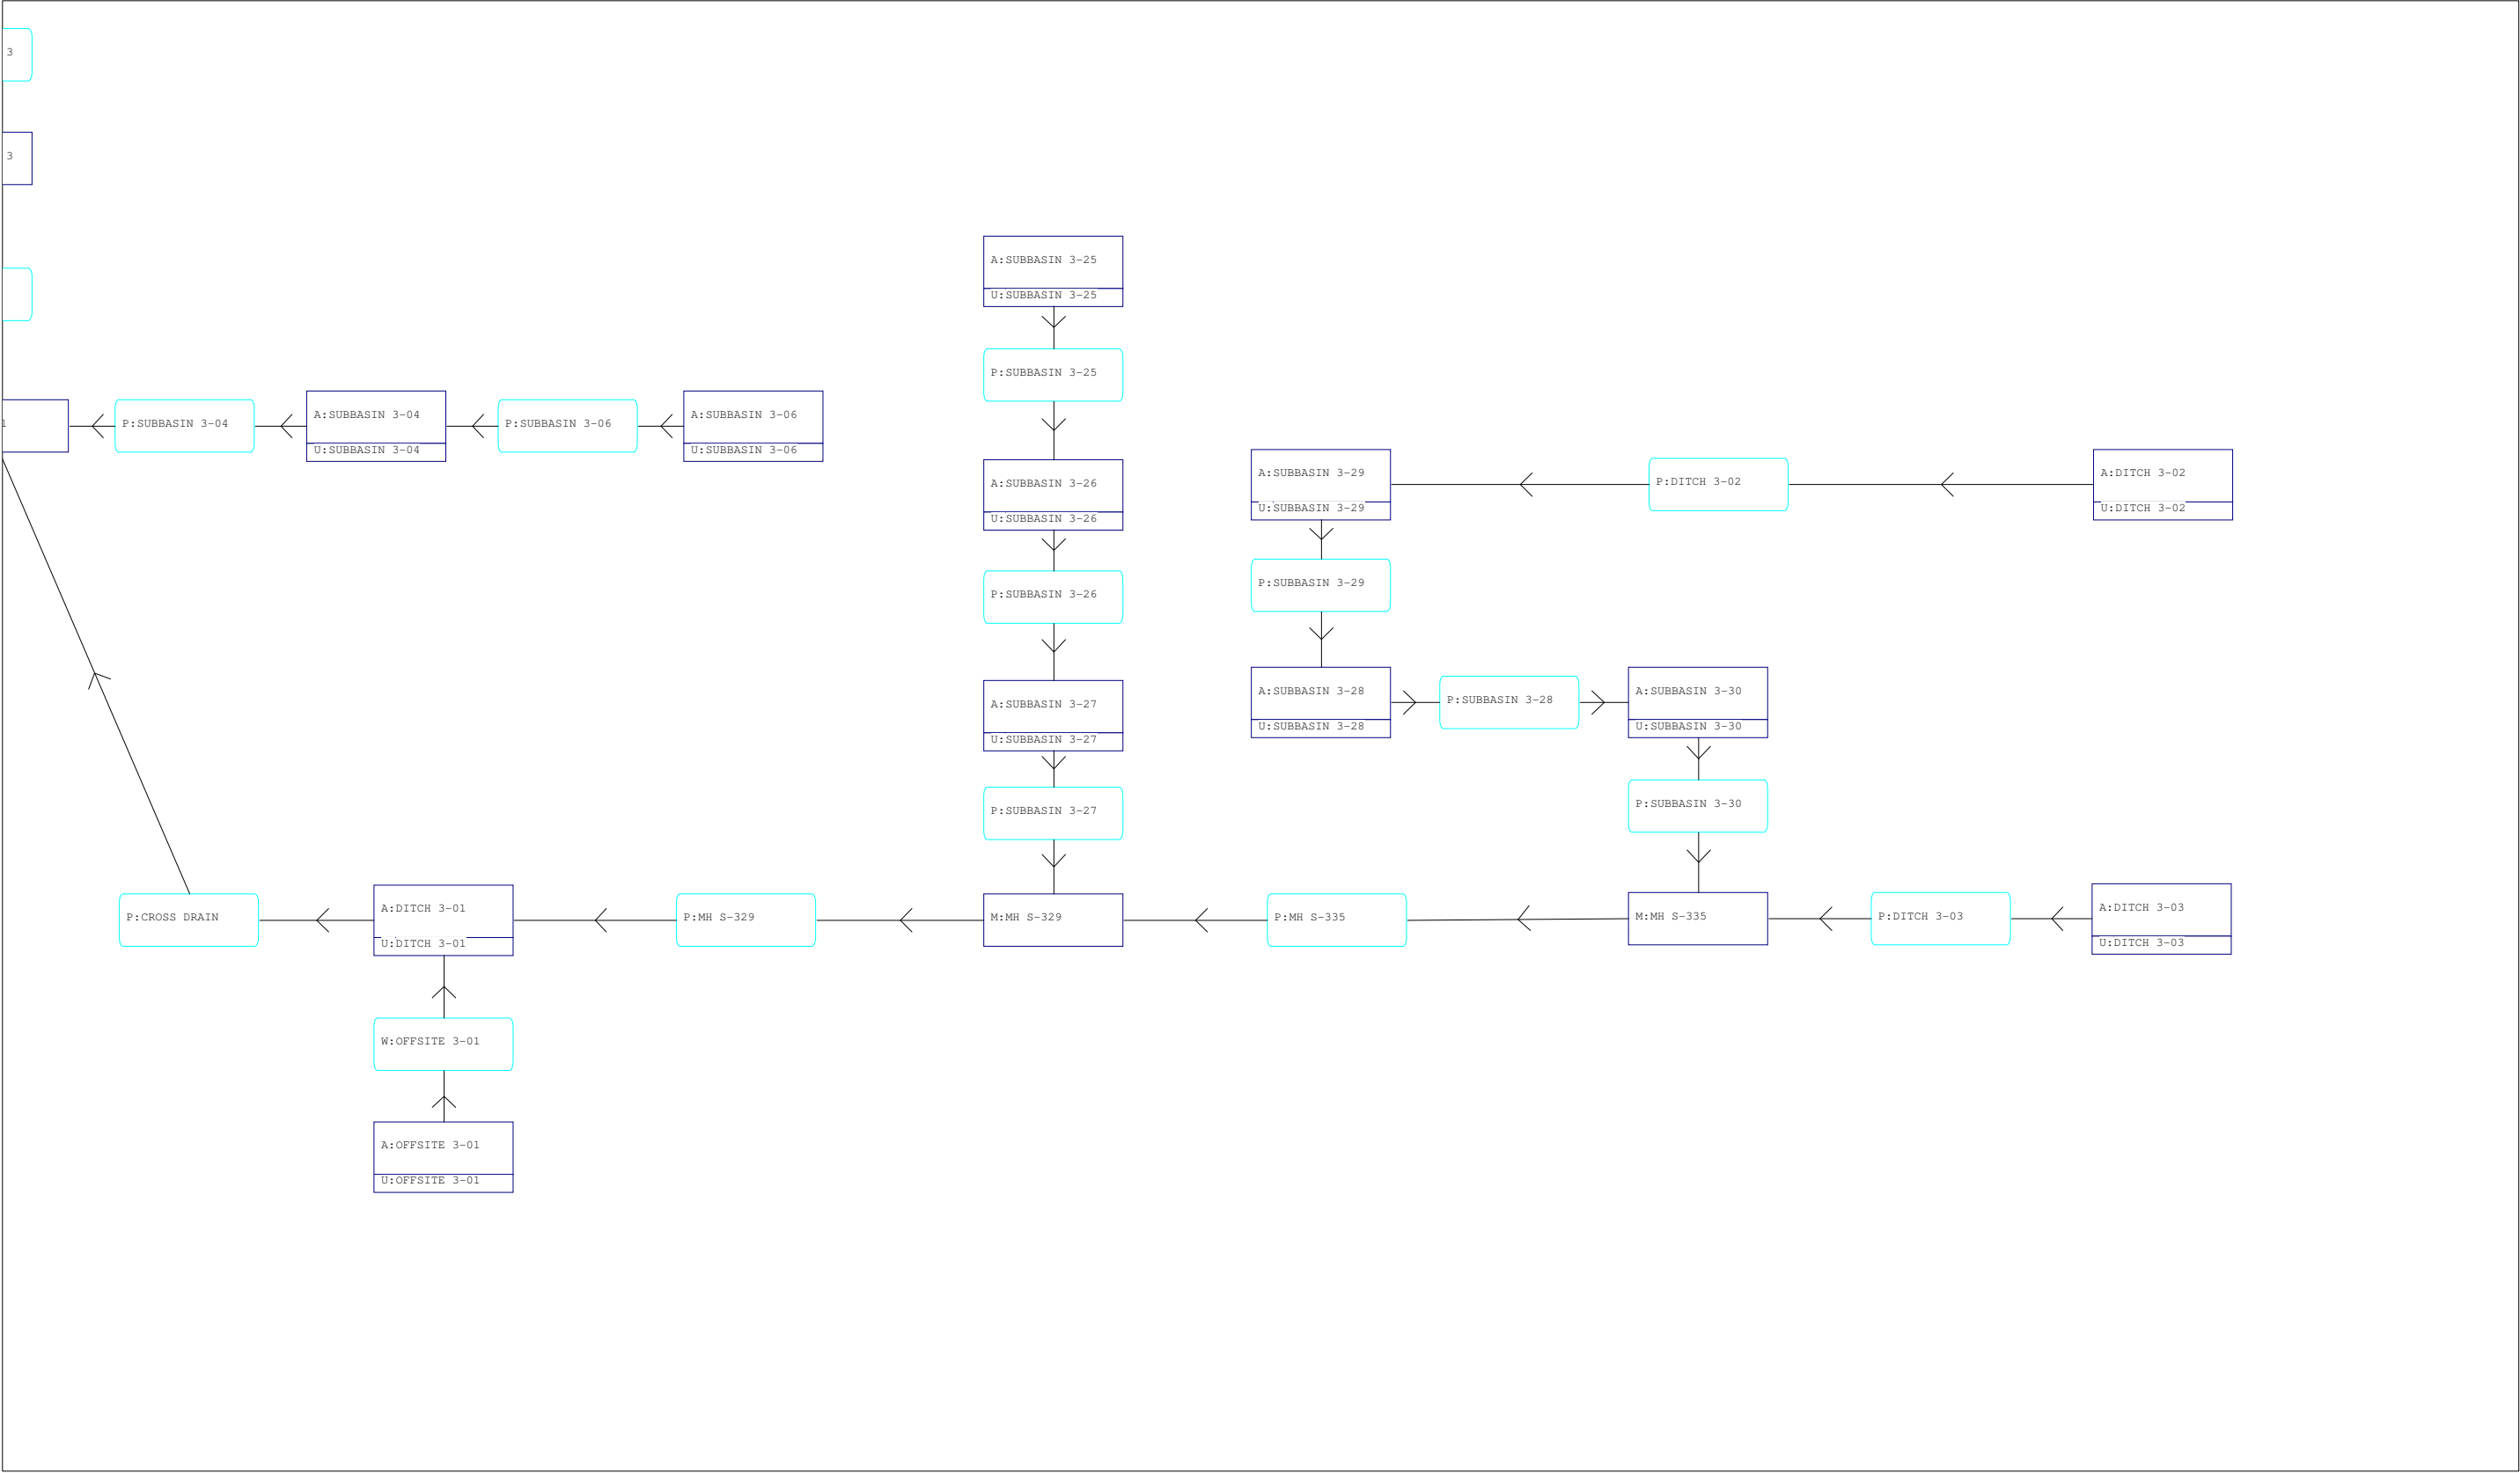 3
3
A:SUBBASIN 3-25
U:SUBBASIN 3-25
P:SUBBASIN 3-25
1
P:SUBBASIN 3-04
A:SUBBASIN 3-04
U:SUBBASIN 3-04
P:SUBBASIN 3-06
A:SUBBASIN 3-06
U:SUBBASIN 3-06
A:SUBBASIN 3-26
U:SUBBASIN 3-26
A:SUBBASIN 3-29
U:SUBBASIN 3-29
P:DITCH 3-02
A:DITCH 3-02
U:DITCH 3-02
P:SUBBASIN 3-26
P:SUBBASIN 3-29
A:SUBBASIN 3-27
U:SUBBASIN 3-27
A:SUBBASIN 3-28
U:SUBBASIN 3-28
P:SUBBASIN 3-28
A:SUBBASIN 3-30
U:SUBBASIN 3-30
P:SUBBASIN 3-27
P:SUBBASIN 3-30
P:CROSS DRAIN
A:DITCH 3-01
U:DITCH 3-01
P:MH S-329
M:MH S-329
P:MH S-335
M:MH S-335
P:DITCH 3-03
A:DITCH 3-03
U:DITCH 3-03
W:OFFSITE 3-01
A:OFFSITE 3-01
U:OFFSITE 3-01